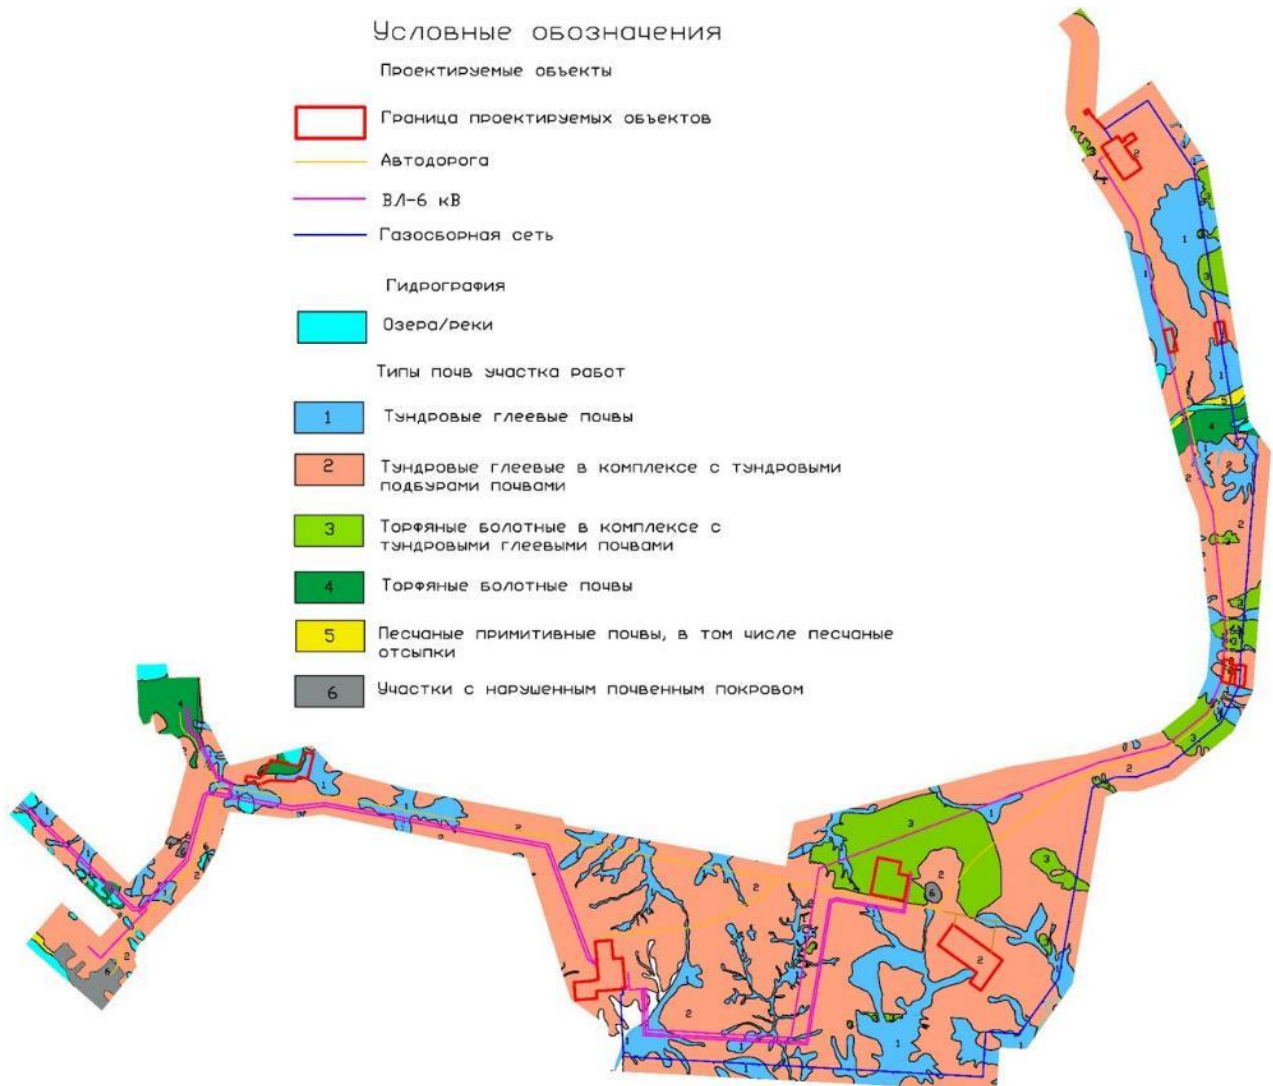 Условные обозначения
Проектируемые объекты
Граница проектируемых объектов
Автодорога
ВЛ-6 кВ
Газосборная сеть
Гидрография
Озера/реки
Типы почв участка работ
1 Тундровые глеевые почвы
2 Тундровые глеевые в комплексе с тундровыми
подбурами почвами
3 Торфяные болотные в комплексе с
тундровыми глеевыми почвами
4 Торфяные болотные почвы
5 Песчаные примитивные почвы, в том числе песчаные
отсыпки
6 Участки с нарушенным почвенным покровом